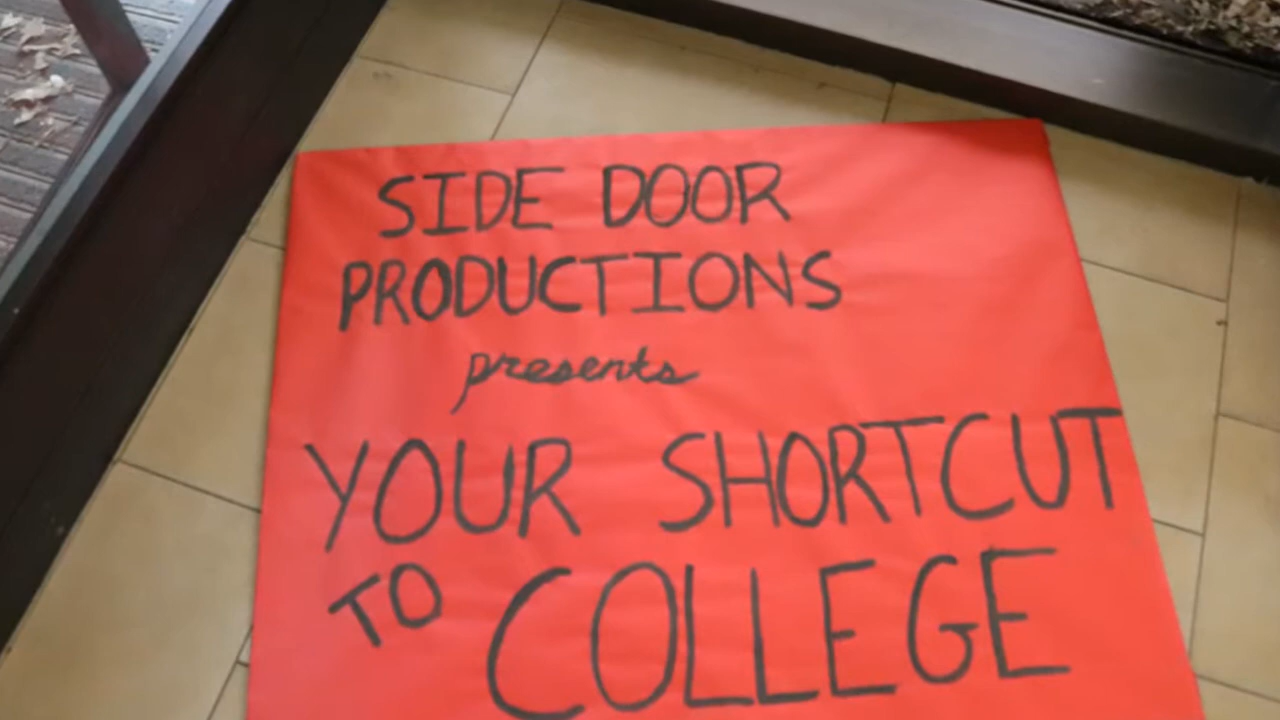 SIDE DOOR
PRODUCTIONS
presents
YOUR SHORTCUT
TO COLLEGE